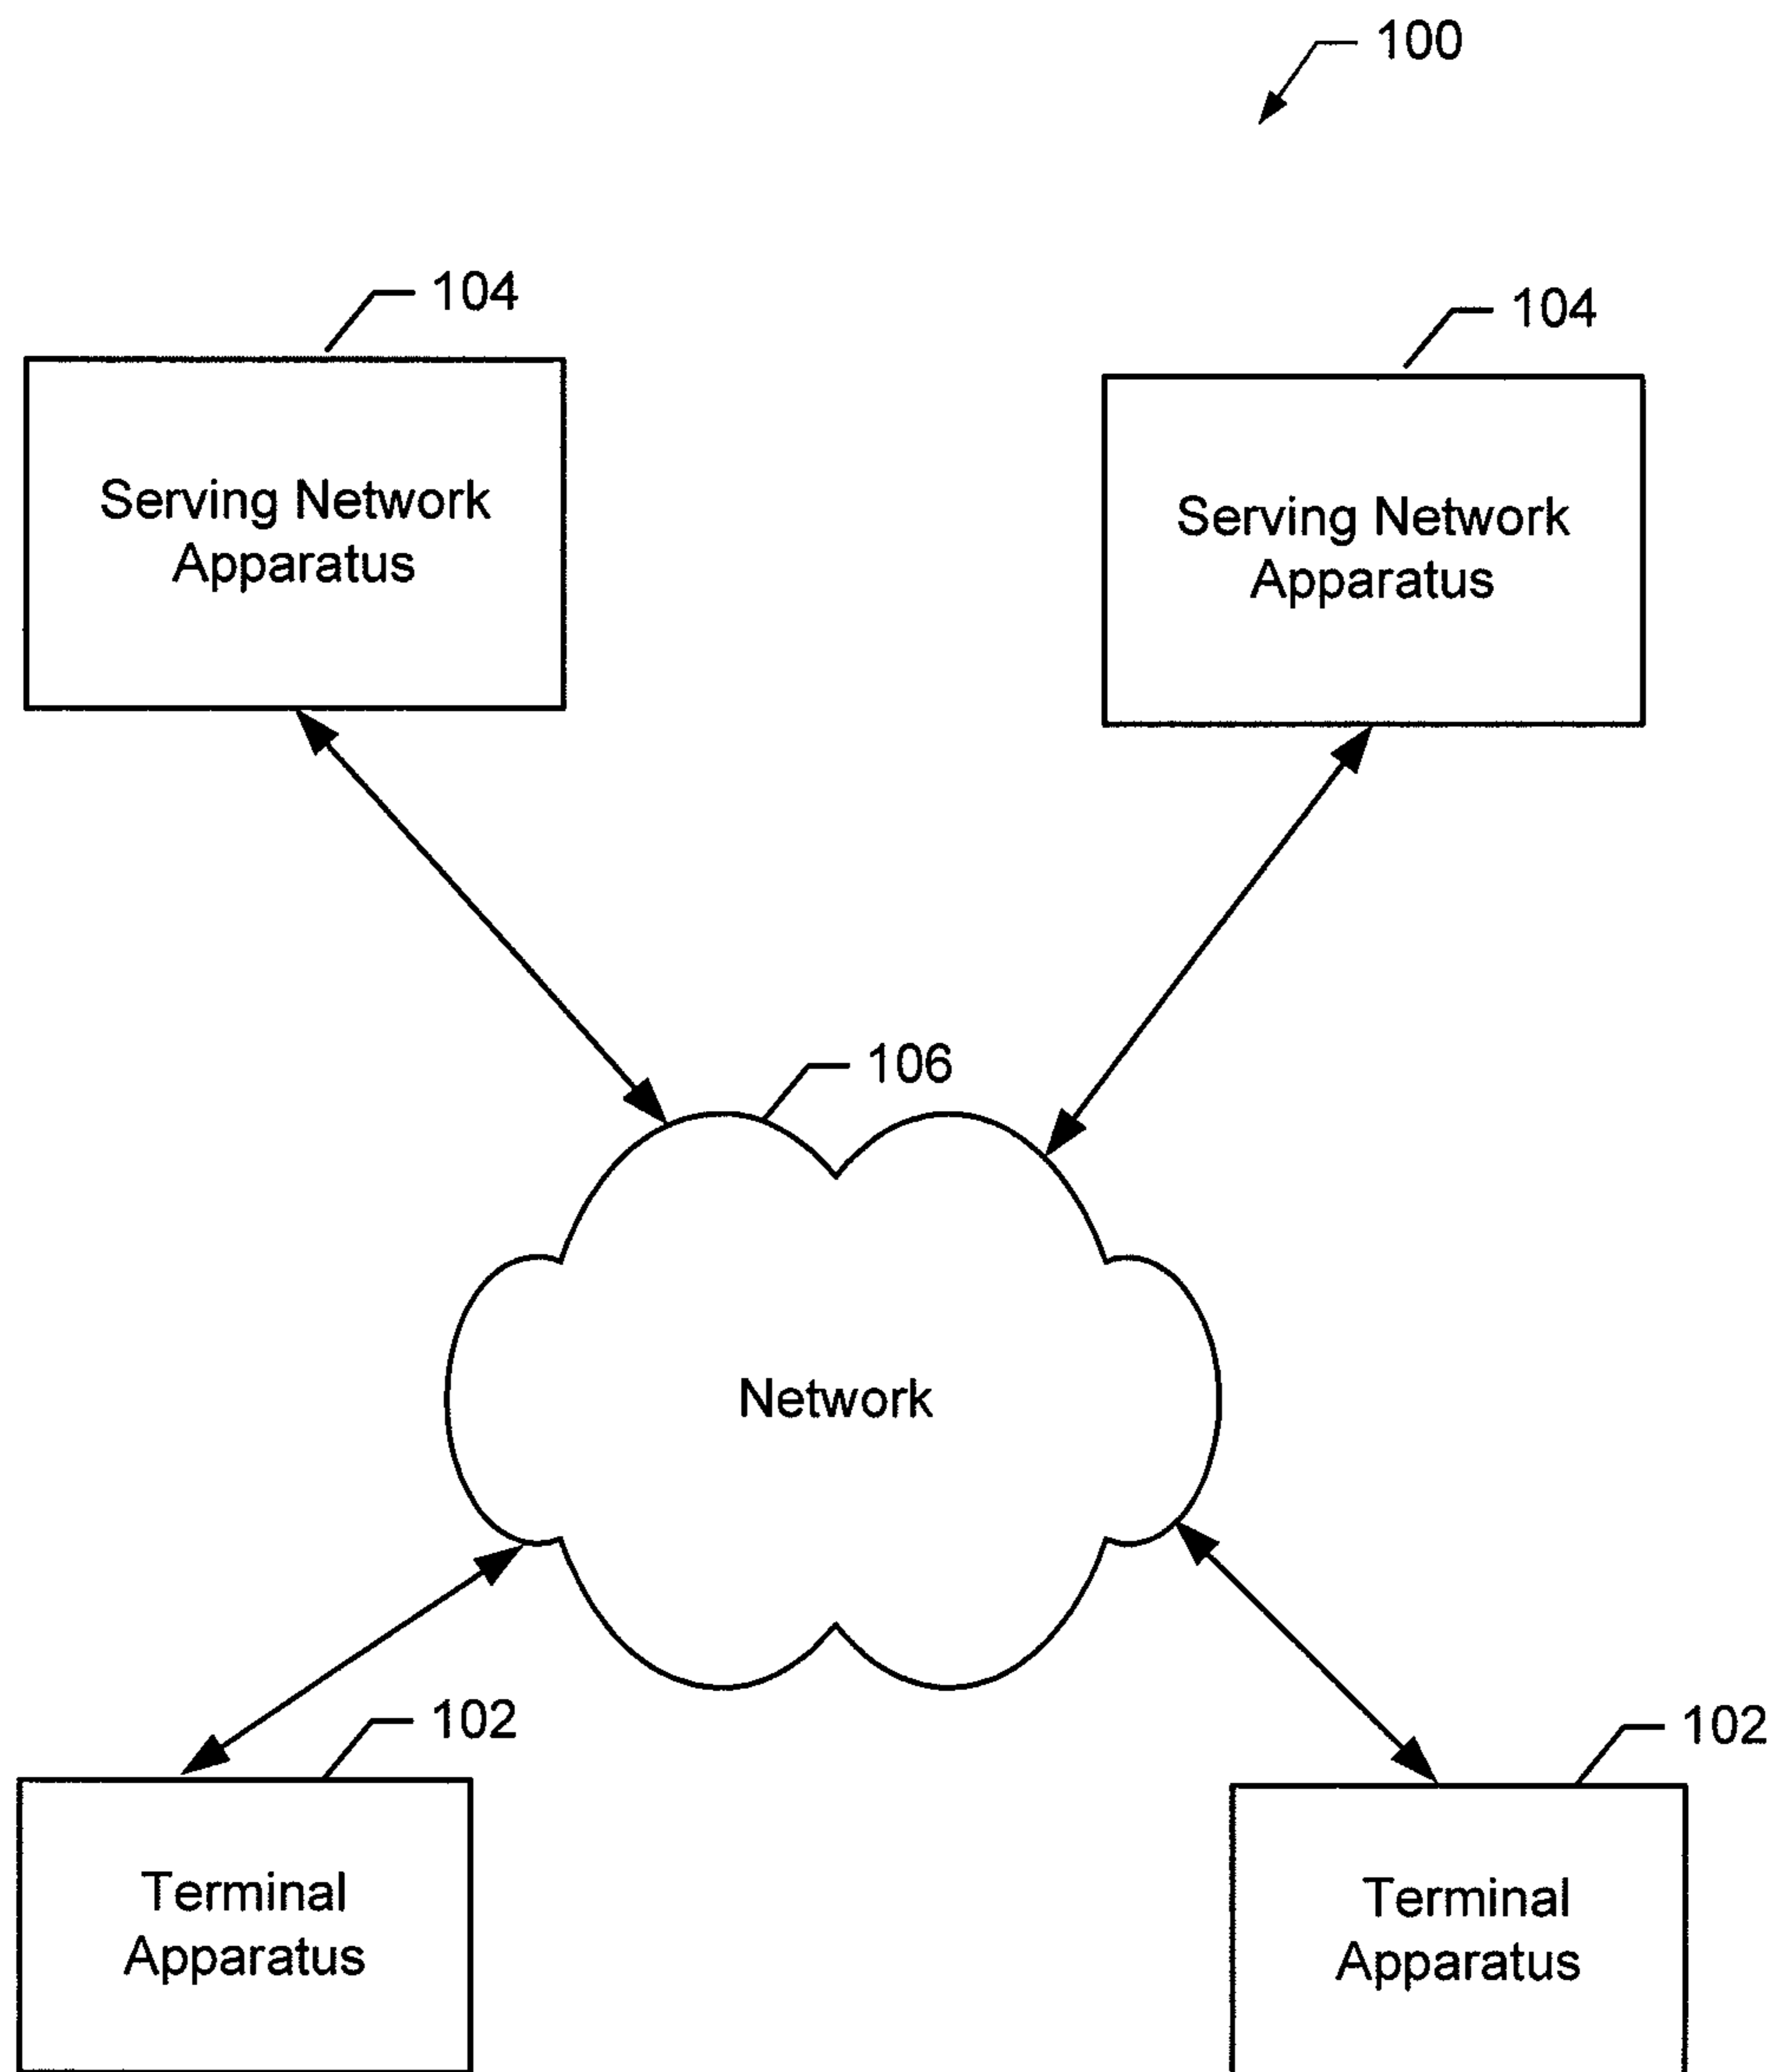 100
104
104
Serving Network
Apparatus
Serving Network
Apparatus
106
Network
102
102
Terminal
Apparatus
Terminal
Apparatus